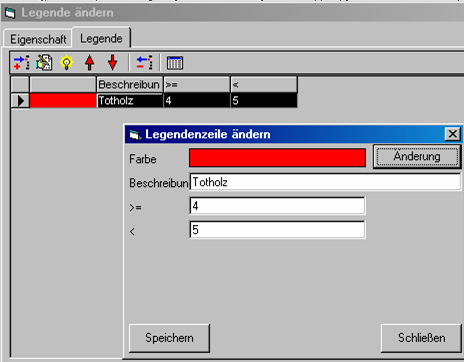 Legende ändern
Eigenschaft Legende
Beschreibun >= <
Totholz 4 5
Legendenzeile ändern
Farbe Änderung
Beschreibun Totholz
>= 4
< 5
Speichern Schließen